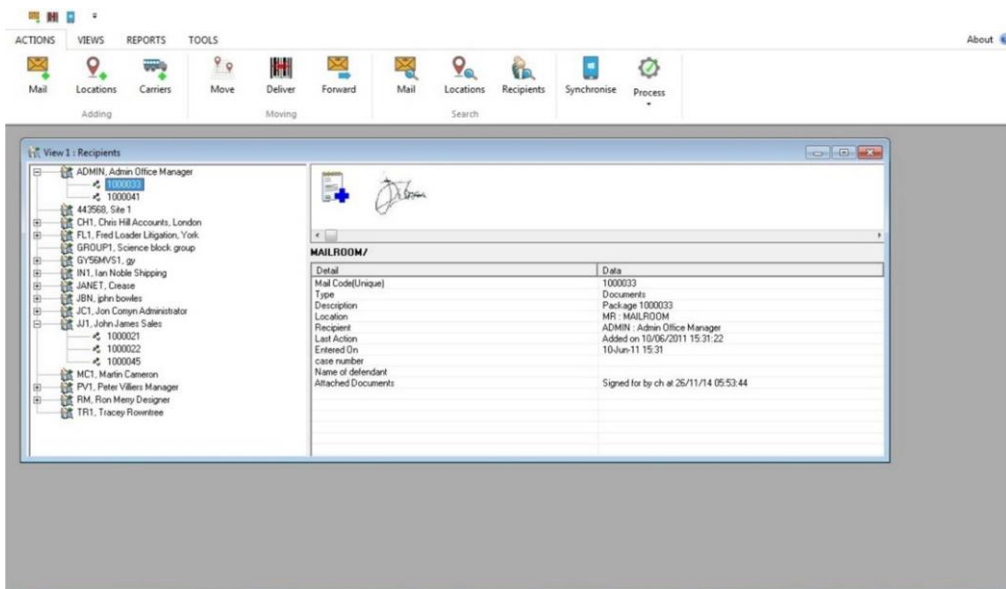 ACTIONS VIEWS REPORTS TOOLS About
Mail Locations Carriers Move Deliver Forward Mail Locations Recipients Synchronise Process
Adding Moving Search
View 1 : Recipients
ADMIN, Admin Office Manager
1000033
1000041
443568, Site 1
CH1, Chris Hill Accounts, London
FL1, Fred Loader Litigation, York
GROUP1, Science block group
GY56MVS1, gy
IN1, Ian Noble Shipping
JANET, Crease
JBN, john bowles
JC1, Jon Comyn Administrator
JJ1, John James Sales
1000021
1000022
1000045
MC1, Martin Cameron
PV1, Peter Villiers Manager
RM, Ron Merry Designer
TR1, Tracey Rowntree
MAILROOM/
Detail Data
Mail Code(Unique) 1000033
Type Documents
Description Package 1000033
Location MR : MAILROOM
Recipient ADMIN : Admin Office Manager
Last Action Added on 10/06/2011 15:31:22
Entered On 10-Jun-11 15:31
case number
Name of defendant
Attached Documents Signed for by ch at 26/11/14 05:53:44